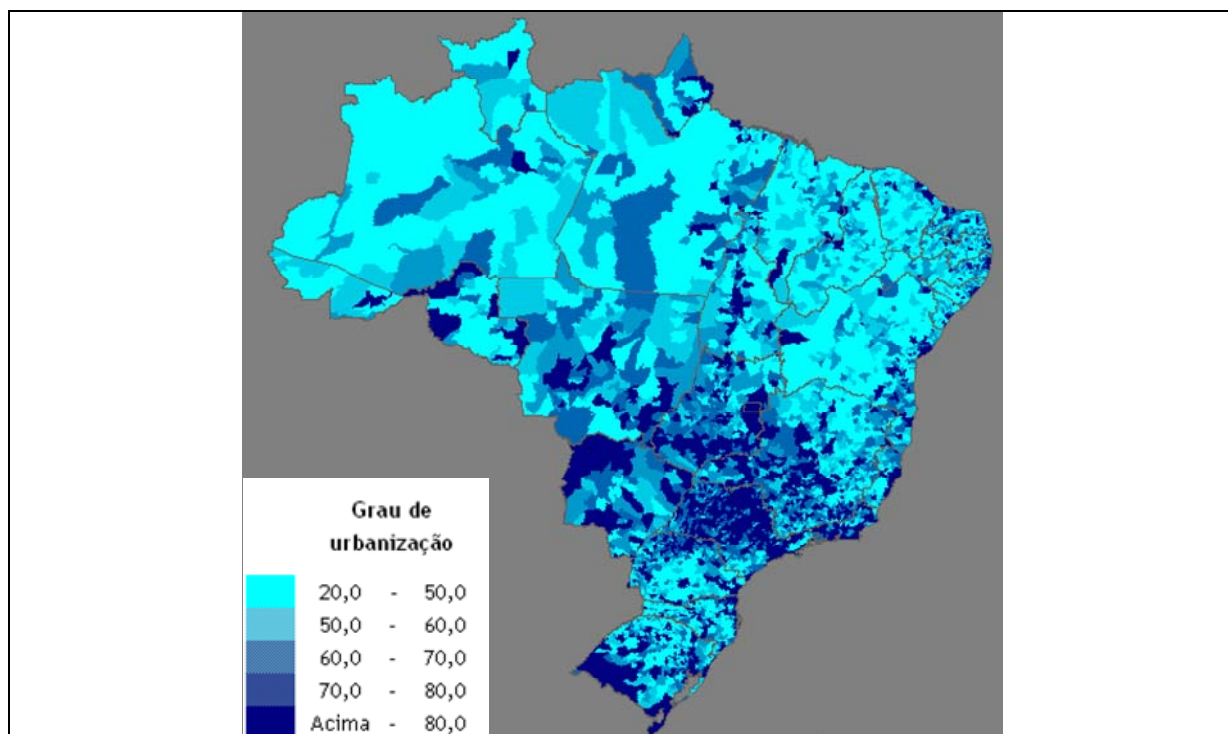 Grau de
urbanização
20,0 - 50,0
50,0 - 60,0
60,0 - 70,0
70,0 - 80,0
Acima - 80,0